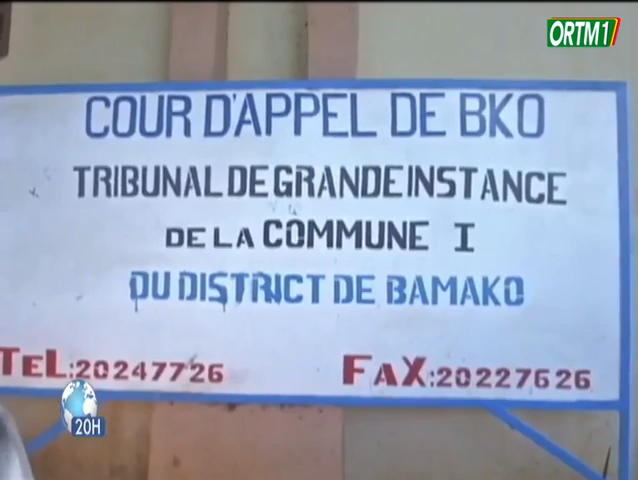 ORTM1
COUR D'APPEL DE BKO
TRIBUNAL DE GRANDE INSTANCE
DE LA COMMUNE I
DU DISTRICT DE BAMAKO
TEL:20247726 FAX:20227626
20H